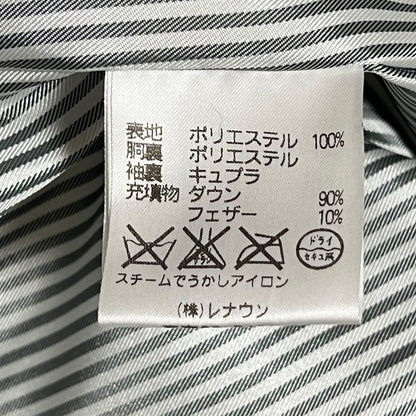 表地 ポリエステル 100%
胴裏 ポリエステル
袖裏 キュプラ
充填物 ダウン 90%
フェザー 10%
ドライ
セキユ系
スチームでうかしアイロン
(株)レナウン